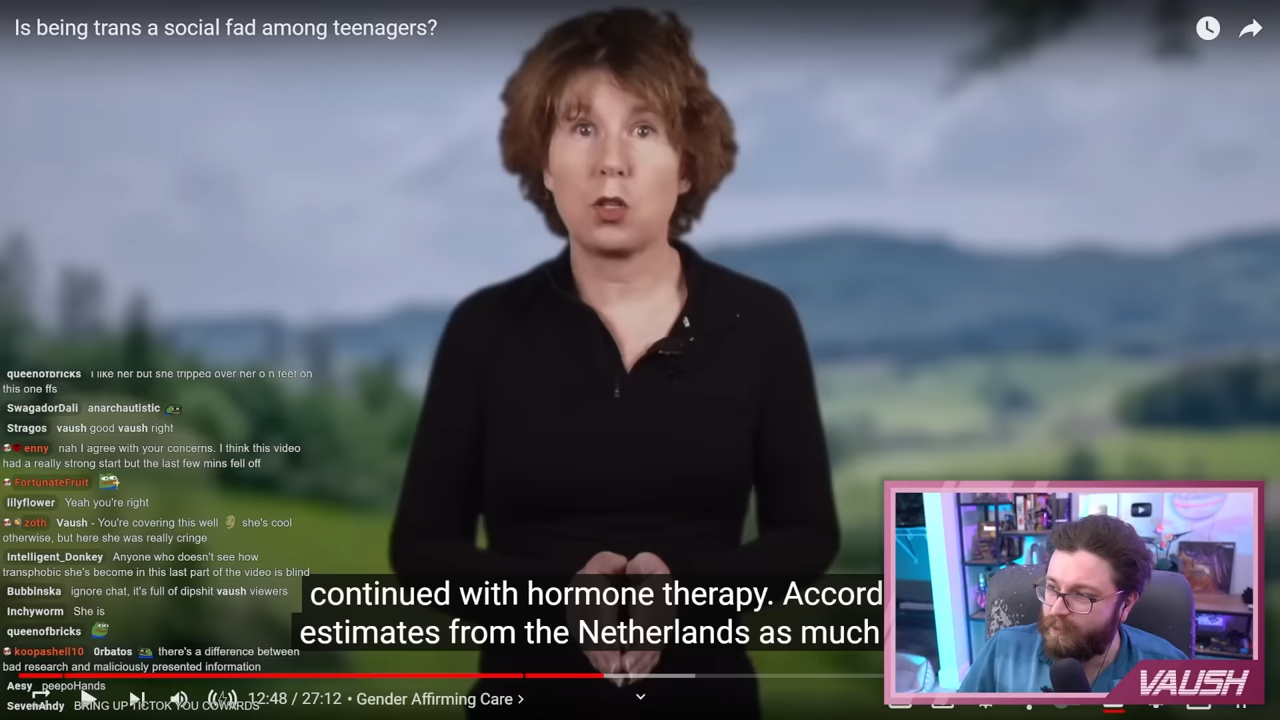 Is being trans a social fad among teenagers?
queenofbricks I like her but she tripped over her o n feet on
this one ffs
SwagadorDali anarchautistic
Stragos vaush good vaush right
enny nah I agree with your concerns. I think this video
had a really strong start but the last few mins fell off
FortunateFruit
lilyflower Yeah you're right
zoth Vaush - You're covering this well she's cool
otherwise, but here she was really cringe
Intelligent_Donkey Anyone who doesn't see how
transphobic she's become in this last part of the video is blind
Bubbinska ignore chat, it's full of dipshit vaush viewers
Inchyworm She is
queenofbricks
koopashell10 0rbatos there's a difference between
bad research and maliciously presented information
Aesy peepoHands
SevenAndy BRING UP TICTOK YOU COWARDS
continued with hormone therapy. Accord
estimates from the Netherlands as much
12:48 / 27:12 • Gender Affirming Care >
VAUSH